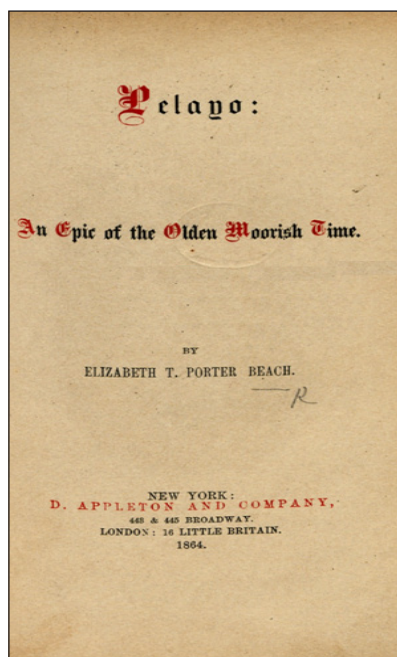 Pelayo:
An Epic of the Olden Moorish Time.
BY
ELIZABETH T. PORTER BEACH.
R
NEW YORK:
D. APPLETON AND COMPANY,
443 & 445 BROADWAY.
LONDON: 16 LITTLE BRITAIN.
1864.